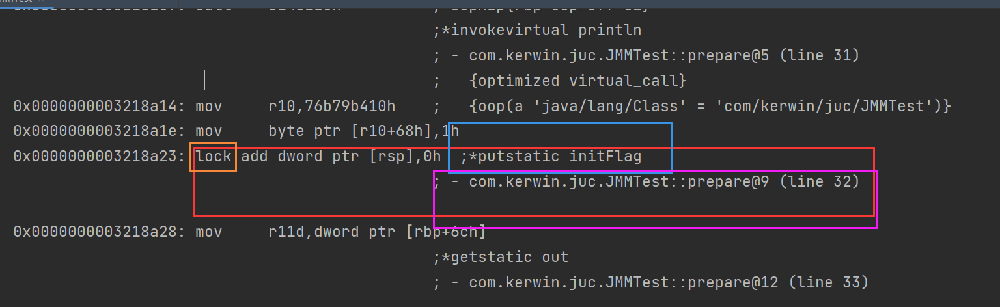 ;*invokevirtual println
; - com.kerwin.juc.JMMTest::prepare@5 (line 31)
;   {optimized virtual_call}
0x0000000003218a14: mov     r10,76b79b410h    ;   {oop(a 'java/lang/Class' = 'com/kerwin/juc/JMMTest')}
0x0000000003218a1e: mov     byte ptr [r10+68h],1h
0x0000000003218a23: lock add dword ptr [rsp],0h  ;*putstatic initFlag
; - com.kerwin.juc.JMMTest::prepare@9 (line 32)
0x0000000003218a28: mov     r11d,dword ptr [rbp+6ch]
;*getstatic out
; - com.kerwin.juc.JMMTest::prepare@12 (line 33)